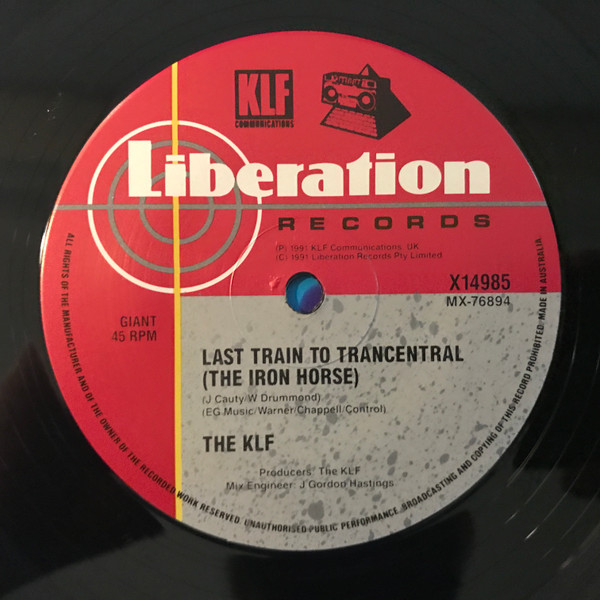 KLF
COMMUNICATIONS
Liberation
RECORDS
(P) 1991 KLF Communications, UK
(C) 1991 Liberation Records Pty Limited
X14985
MX-76894
GIANT
45 RPM
LAST TRAIN TO TRANCENTRAL
(THE IRON HORSE)
(J Cauty/W Drummond)
(EG Music/Warner/Chappell/Control)
THE KLF
Producers: The KLF
Mix Engineer: J Gordon Hastings
ALL RIGHTS OF THE MANUFACTURER AND OF THE OWNER OF THE RECORDED WORK RESERVED. UNAUTHORISED PUBLIC PERFORMANCE, BROADCASTING AND COPYING OF THIS RECORD PROHIBITED. MADE IN AUSTRALIA.